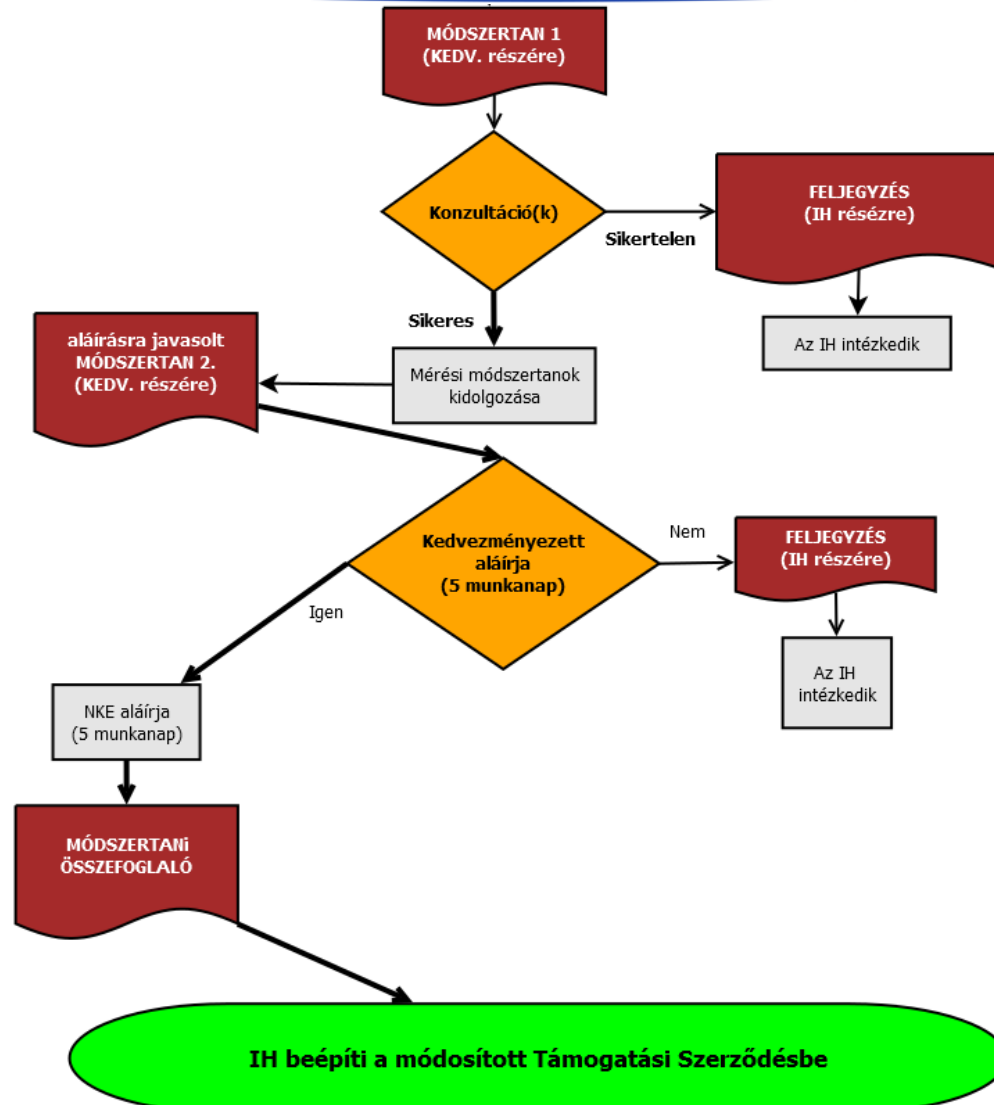 MÓDSZERTAN 1
(KEDV. részére)
Konzultáció(k)
Sikertelen
FELJEGYZÉS
(IH résézre)
Az IH intézkedik
Sikeres
Mérési módszertanok
kidolgozása
aláírásra javasolt
MÓDSZERTAN 2.
(KEDV. részére)
Kedvezményezett
aláírja
(5 munkanap)
Nem
FELJEGYZÉS
(IH részére)
Az IH
intézkedik
Igen
NKE aláírja
(5 munkanap)
MÓDSZERTANi
ÖSSZEFOGLALÓ
IH beépíti a módosított Támogatási Szerződésbe